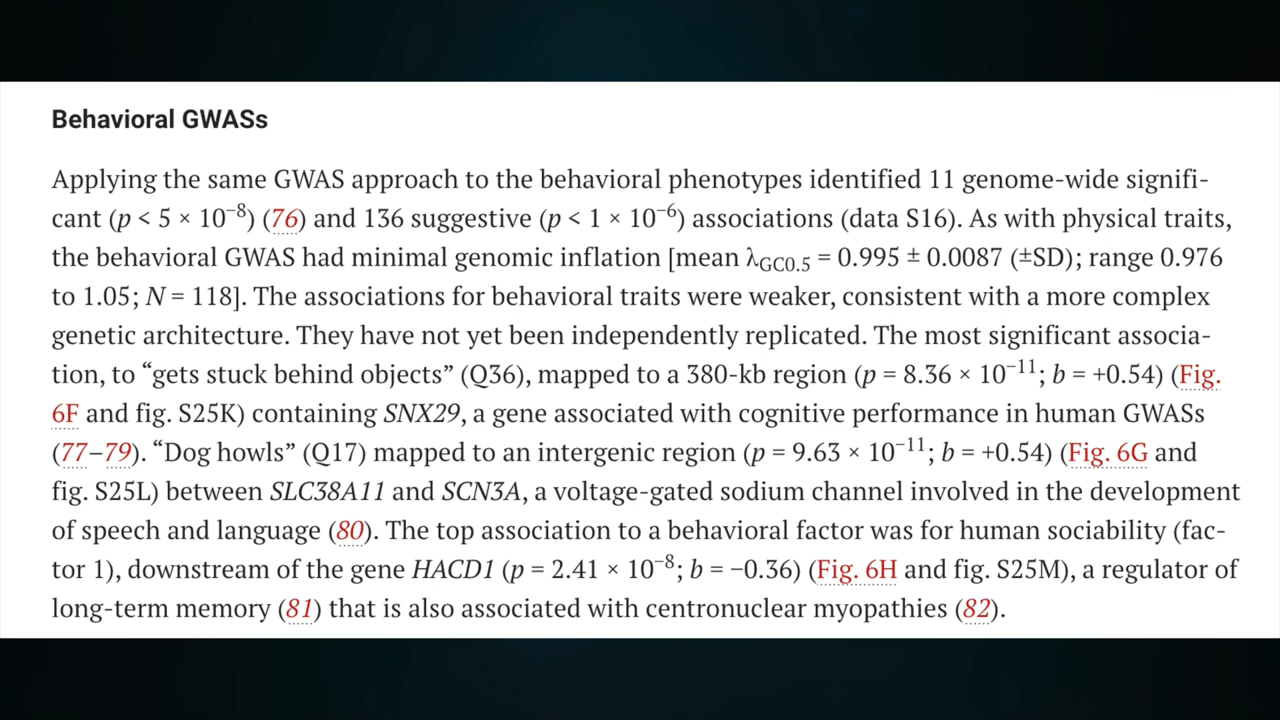 Behavioral GWASs
Applying the same GWAS approach to the behavioral phenotypes identified 11 genome-wide signifi-
cant (p < 5 × 10⁻⁸) (76) and 136 suggestive (p < 1 × 10⁻⁶) associations (data S16). As with physical traits,
the behavioral GWAS had minimal genomic inflation [mean λGC0.5 = 0.995 ± 0.0087 (±SD); range 0.976
to 1.05; N = 118]. The associations for behavioral traits were weaker, consistent with a more complex
genetic architecture. They have not yet been independently replicated. The most significant associa-
tion, to “gets stuck behind objects” (Q36), mapped to a 380-kb region (p = 8.36 × 10⁻¹¹; b = +0.54) (Fig.
6F and fig. S25K) containing SNX29, a gene associated with cognitive performance in human GWASs
(77–79). “Dog howls” (Q17) mapped to an intergenic region (p = 9.63 × 10⁻¹¹; b = +0.54) (Fig. 6G and
fig. S25L) between SLC38A11 and SCN3A, a voltage-gated sodium channel involved in the development
of speech and language (80). The top association to a behavioral factor was for human sociability (fac-
tor 1), downstream of the gene HACD1 (p = 2.41 × 10⁻⁸; b = −0.36) (Fig. 6H and fig. S25M), a regulator of
long-term memory (81) that is also associated with centronuclear myopathies (82).